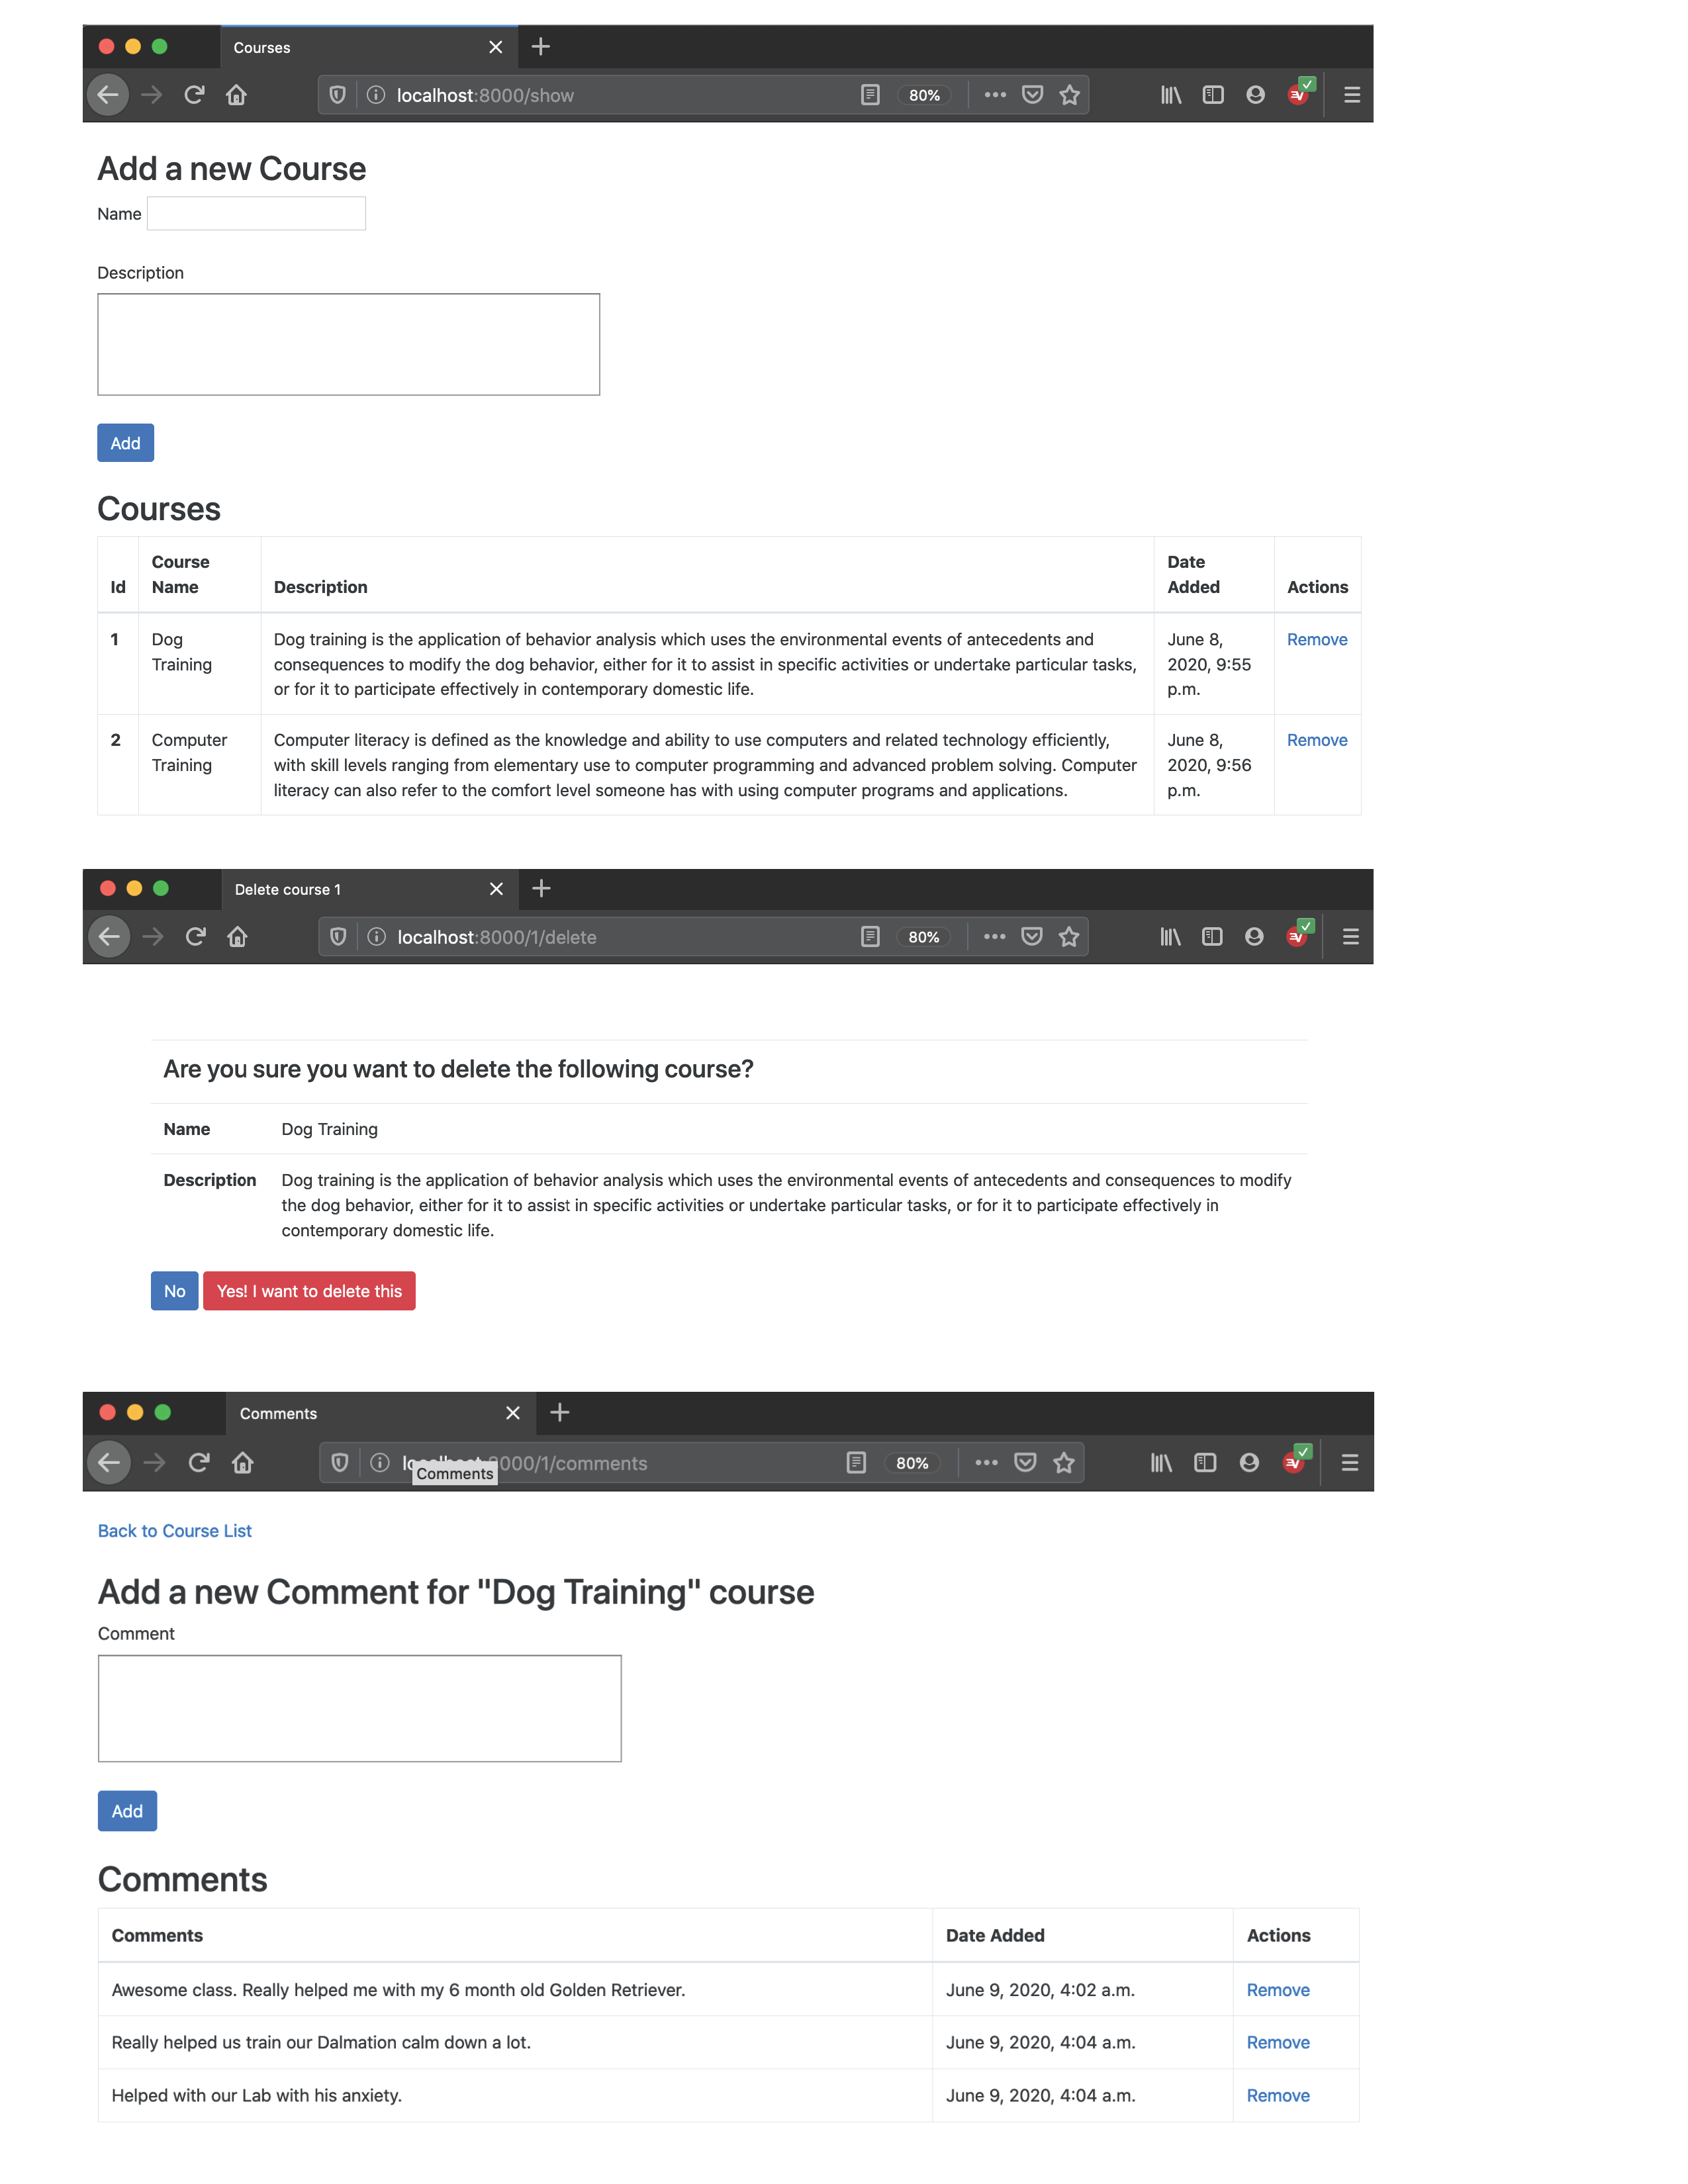 Courses
localhost:8000/show
80%
Add a new Course
Name
Description
Add
Courses
Id
Course
Name
Description
Date
Added
Actions
1
Dog
Training
Dog training is the application of behavior analysis which uses the environmental events of antecedents and
consequences to modify the dog behavior, either for it to assist in specific activities or undertake particular tasks,
or for it to participate effectively in contemporary domestic life.
June 8,
2020, 9:55
p.m.
Remove
2
Computer
Training
Computer literacy is defined as the knowledge and ability to use computers and related technology efficiently,
with skill levels ranging from elementary use to computer programming and advanced problem solving. Computer
literacy can also refer to the comfort level someone has with using computer programs and applications.
June 8,
2020, 9:56
p.m.
Remove
Delete course 1
localhost:8000/1/delete
80%
Are you sure you want to delete the following course?
Name
Dog Training
Description
Dog training is the application of behavior analysis which uses the environmental events of antecedents and consequences to modify
the dog behavior, either for it to assist in specific activities or undertake particular tasks, or for it to participate effectively in
contemporary domestic life.
No
Yes! I want to delete this
Comments
000/1/comments
80%
Comments
Back to Course List
Add a new Comment for "Dog Training" course
Comment
Add
Comments
Comments
Date Added
Actions
Awesome class. Really helped me with my 6 month old Golden Retriever.
June 9, 2020, 4:02 a.m.
Remove
Really helped us train our Dalmation calm down a lot.
June 9, 2020, 4:04 a.m.
Remove
Helped with our Lab with his anxiety.
June 9, 2020, 4:04 a.m.
Remove